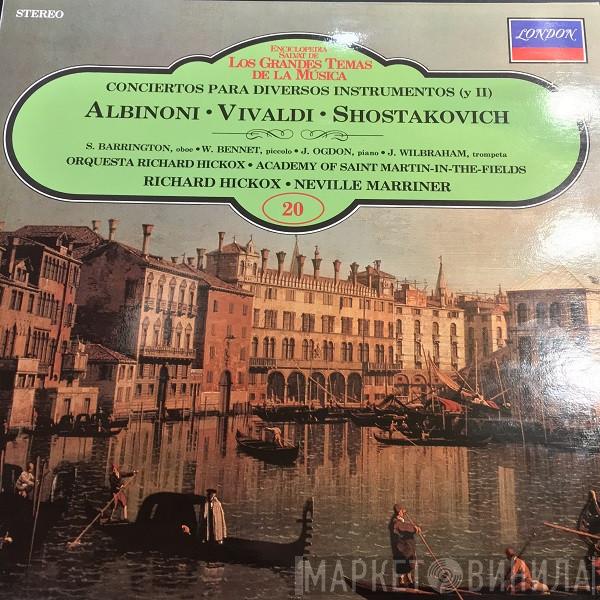 STEREO
LONDON
ENCICLOPEDIA
SALVAT DE
LOS GRANDES TEMAS
DE LA MÚSICA
CONCIERTOS PARA DIVERSOS INSTRUMENTOS (y II)
ALBINONI • VIVALDI • SHOSTAKOVICH
S. BARRINGTON, oboe • W. BENNET, piccolo • J. OGDON, piano • J. WILBRAHAM, trompeta
ORQUESTA RICHARD HICKOX • ACADEMY OF SAINT MARTIN-IN-THE-FIELDS
RICHARD HICKOX • NEVILLE MARRINER
20
МАРКЕТ ВИНИЛА